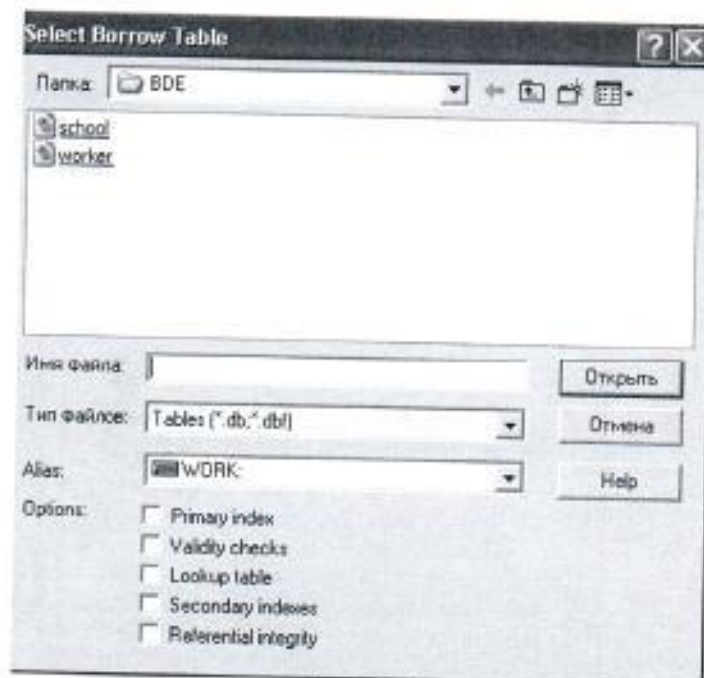 Select Borrow Table
Папка: BDE
school
worker
Имя файла:
Открыть
Тип файлов: Tables (*.db;*.dbf)
Отмена
Alias: WORK:
Help
Options:
Primary index
Validity checks
Lookup table
Secondary indexes
Referential integrity